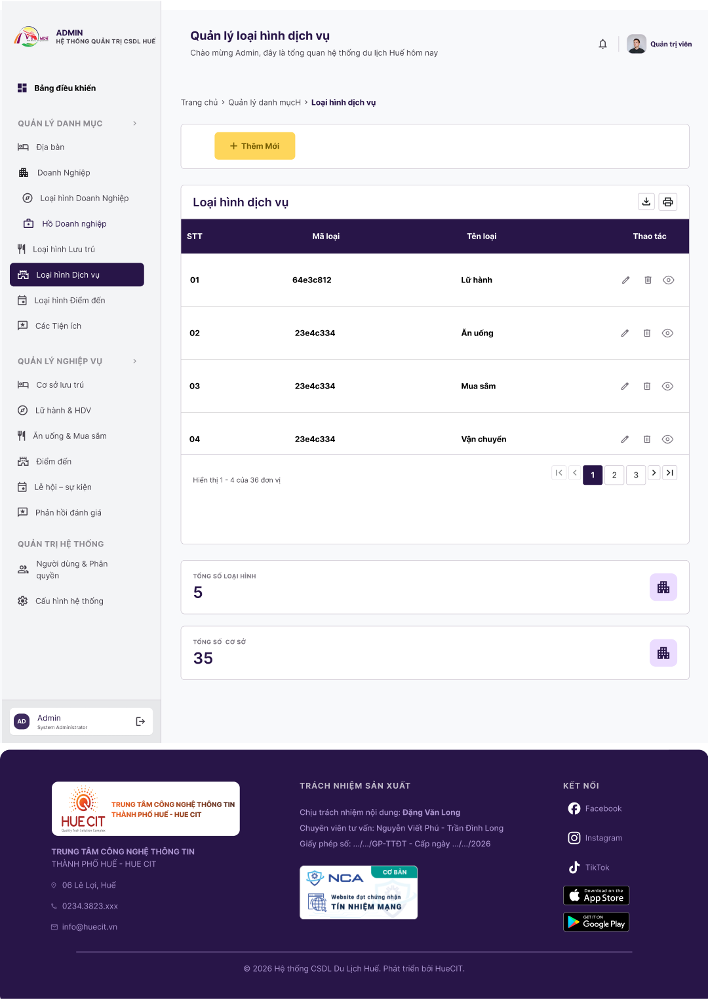 ADMIN
HỆ THỐNG QUẢN TRỊ CSDL HUẾ
Bảng điều khiển
QUẢN LÝ DANH MỤC
Địa bàn
Doanh Nghiệp
Loại hình Doanh Nghiệp
Hồ Doanh nghiệp
Loại hình Lưu trú
Loại hình Dịch vụ
Loại hình Điểm đến
Các Tiện ích
QUẢN LÝ NGHIỆP VỤ
Cơ sở lưu trú
Lữ hành & HDV
Ăn uống & Mua sắm
Điểm đến
Lễ hội – sự kiện
Phản hồi đánh giá
QUẢN TRỊ HỆ THỐNG
Người dùng & Phân
quyền
Cấu hình hệ thống
AD
Admin
System Administrator
Quản lý loại hình dịch vụ
Chào mừng Admin, đây là tổng quan hệ thống du lịch Huế hôm nay
Quản trị viên
Trang chủ > Quản lý danh mụcH > Loại hình dịch vụ
+ Thêm Mới
Loại hình dịch vụ
STT Mã loại Tên loại Thao tác
01 64e3c812 Lữ hành
02 23e4c334 Ăn uống
03 23e4c334 Mua sắm
04 23e4c334 Vận chuyển
Hiển thị 1 - 4 của 36 đơn vị
1 2 3
TỔNG SỐ LOẠI HÌNH
5
TỔNG SỐ CƠ SỞ
35
HUE CIT
Quality Tech Solution Complex
TRUNG TÂM CÔNG NGHỆ THÔNG TIN
THÀNH PHỐ HUẾ - HUE CIT
TRUNG TÂM CÔNG NGHỆ THÔNG TIN
THÀNH PHỐ HUẾ - HUE CIT
06 Lê Lợi, Huế
0234.3823.xxx
info@huecit.vn
TRÁCH NHIỆM SẢN XUẤT
Chịu trách nhiệm nội dung: Đặng Văn Long
Chuyên viên tư vấn: Nguyễn Viết Phú - Trần Đình Long
Giấy phép số: .../.../GP-TTĐT - Cấp ngày .../.../2026
NCA
CƠ BẢN
Website đạt chứng nhận
TÍN NHIỆM MẠNG
KẾT NỐI
Facebook
Instagram
TikTok
Download on the
App Store
GET IT ON
Google Play
© 2026 Hệ thống CSDL Du Lịch Huế. Phát triển bởi HueCIT.